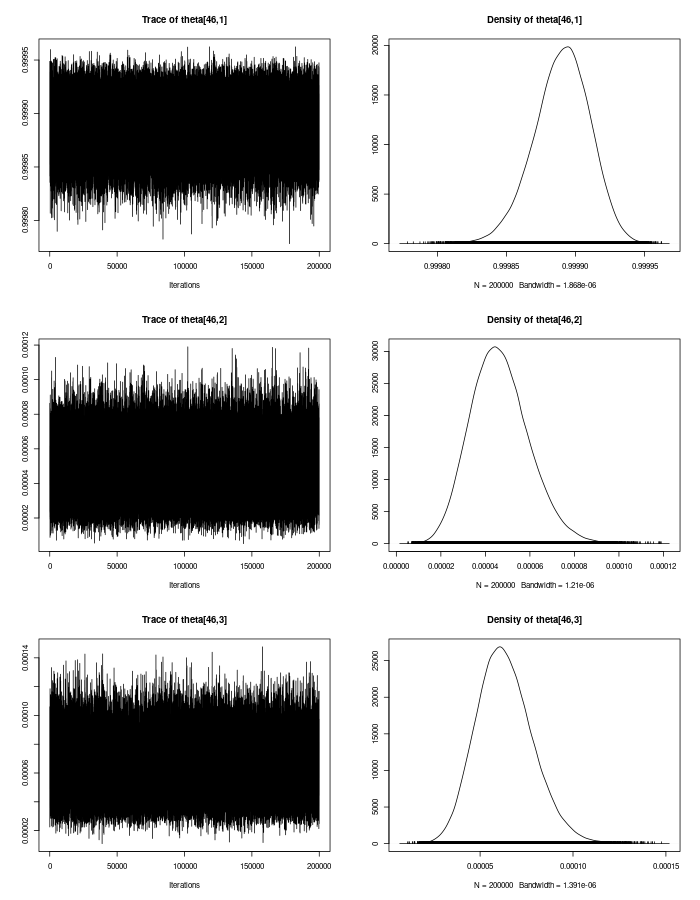 Trace of theta[46,1]
0.99980 0.99985 0.99990 0.99995
0 50000 100000 150000 200000
Iterations
Density of theta[46,1]
0 5000 10000 15000 20000
0.99980 0.99985 0.99990 0.99995
N = 200000 Bandwidth = 1.868e-06
Trace of theta[46,2]
0.00002 0.00004 0.00006 0.00008 0.00010 0.00012
0 50000 100000 150000 200000
Iterations
Density of theta[46,2]
0 5000 10000 15000 20000 25000 30000
0.00000 0.00002 0.00004 0.00006 0.00008 0.00010 0.00012
N = 200000 Bandwidth = 1.21e-06
Trace of theta[46,3]
0.00002 0.00006 0.00010 0.00014
0 50000 100000 150000 200000
Iterations
Density of theta[46,3]
0 5000 10000 15000 20000 25000
0.00005 0.00010 0.00015
N = 200000 Bandwidth = 1.391e-06